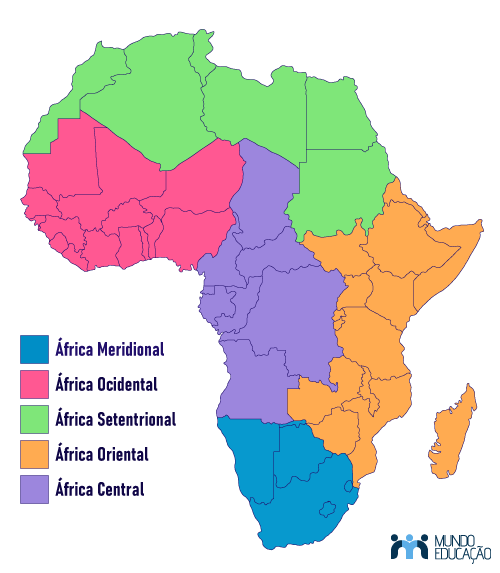 África Meridional
África Ocidental
África Setentrional
África Oriental
África Central
MUNDO
EDUCAÇÃO